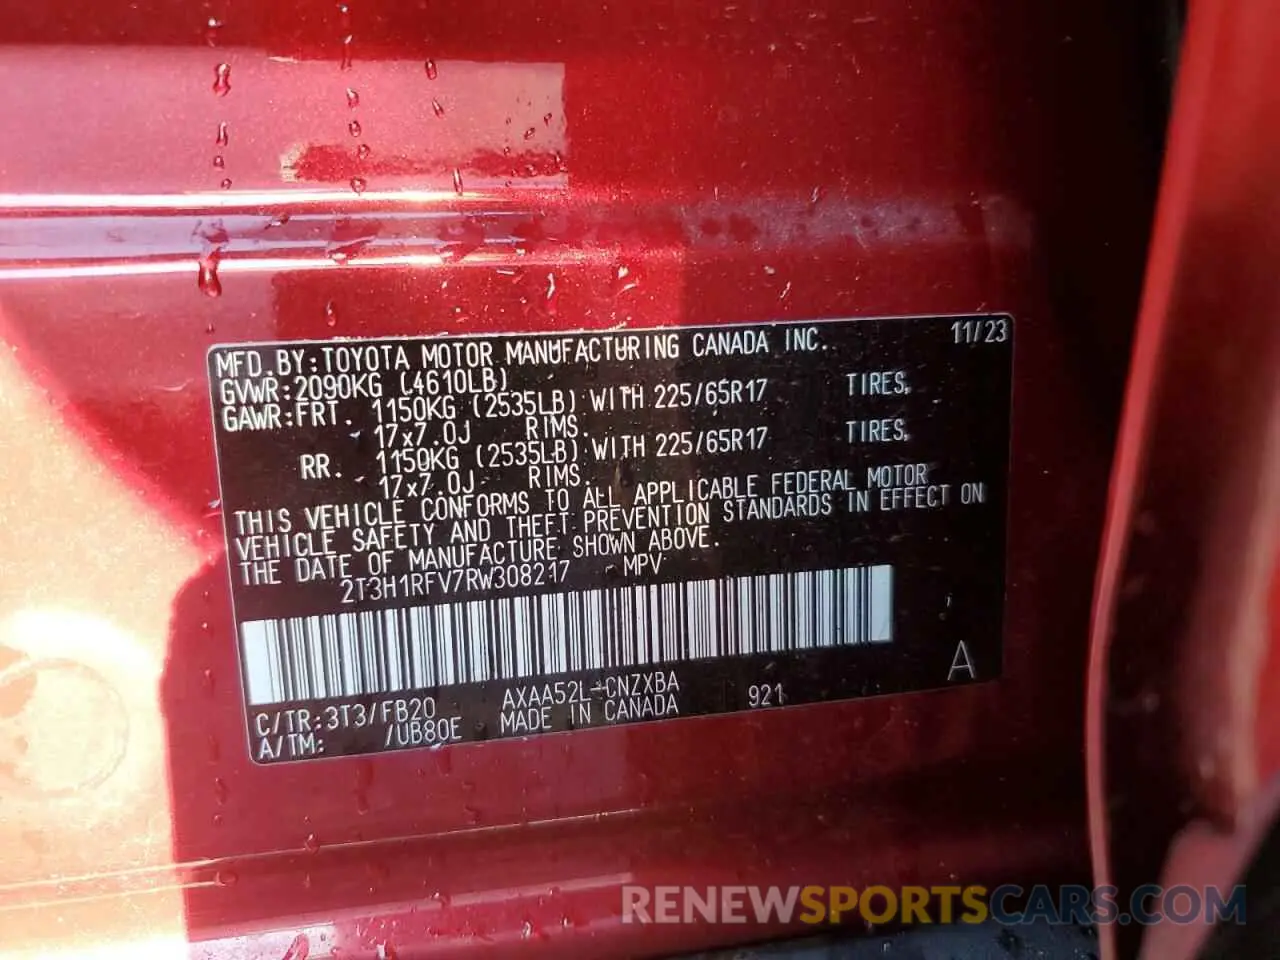 MFD.BY:TOYOTA MOTOR MANUFACTURING CANADA INC. 11/23
GVWR:2090KG (4610LB)
GAWR:FRT. 1150KG (2535LB) WITH 225/65R17 TIRES,
17x7.0J RIMS.
RR. 1150KG (2535LB) WITH 225/65R17 TIRES,
17x7.0J RIMS.
THIS VEHICLE CONFORMS TO ALL APPLICABLE FEDERAL MOTOR
VEHICLE SAFETY AND THEFT PREVENTION STANDARDS IN EFFECT ON
THE DATE OF MANUFACTURE SHOWN ABOVE.
2T3H1RFV7RW308217 MPV
A
C/TR:3T3/FB20 AXAA52L-CNZXBA 921
A/TM: /UB80E MADE IN CANADA
RENEWSPORTSCARS.COM